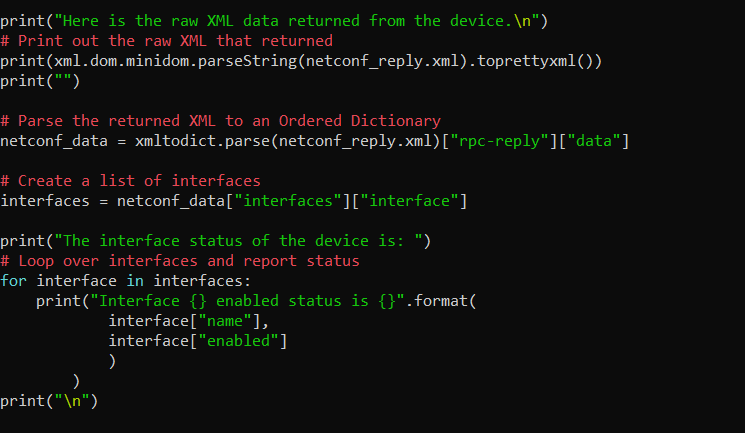 print("Here is the raw XML data returned from the device.\n")
# Print out the raw XML that returned
print(xml.dom.minidom.parseString(netconf_reply.xml).toprettyxml())
print("")

# Parse the returned XML to an Ordered Dictionary
netconf_data = xmltodict.parse(netconf_reply.xml)["rpc-reply"]["data"]

# Create a list of interfaces
interfaces = netconf_data["interfaces"]["interface"]

print("The interface status of the device is: ")
# Loop over interfaces and report status
for interface in interfaces:
    print("Interface {} enabled status is {}".format(
            interface["name"],
            interface["enabled"]
            )
        )
print("\n")